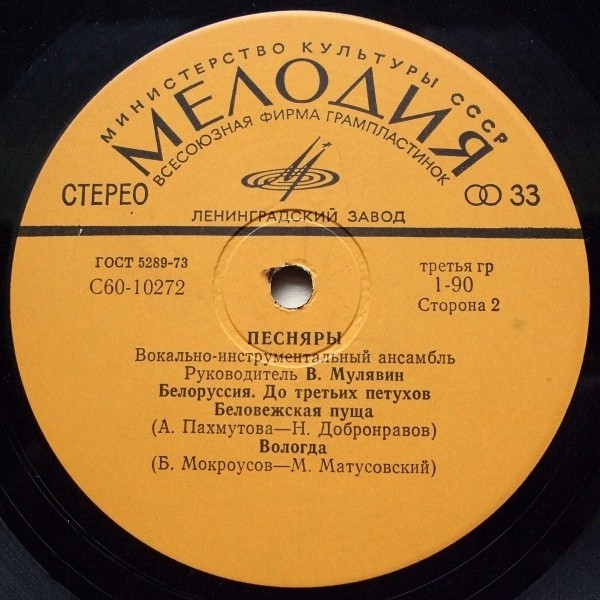 МИНИСТЕРСТВО КУЛЬТУРЫ СССР
МЕЛОДИЯ
ВСЕСОЮЗНАЯ ФИРМА ГРАМПЛАСТИНОК
СТЕРЕО
33
ЛЕНИНГРАДСКИЙ ЗАВОД
ГОСТ 5289-73
третья гр
С60-10272
1-90
Сторона 2
ПЕСНЯРЫ
Вокально-инструментальный ансамбль
Руководитель В. Мулявин
Белоруссия. До третьих петухов
Беловежская пуща
(А. Пахмутова—Н. Добронравов)
Вологда
(Б. Мокроусов—М. Матусовский)